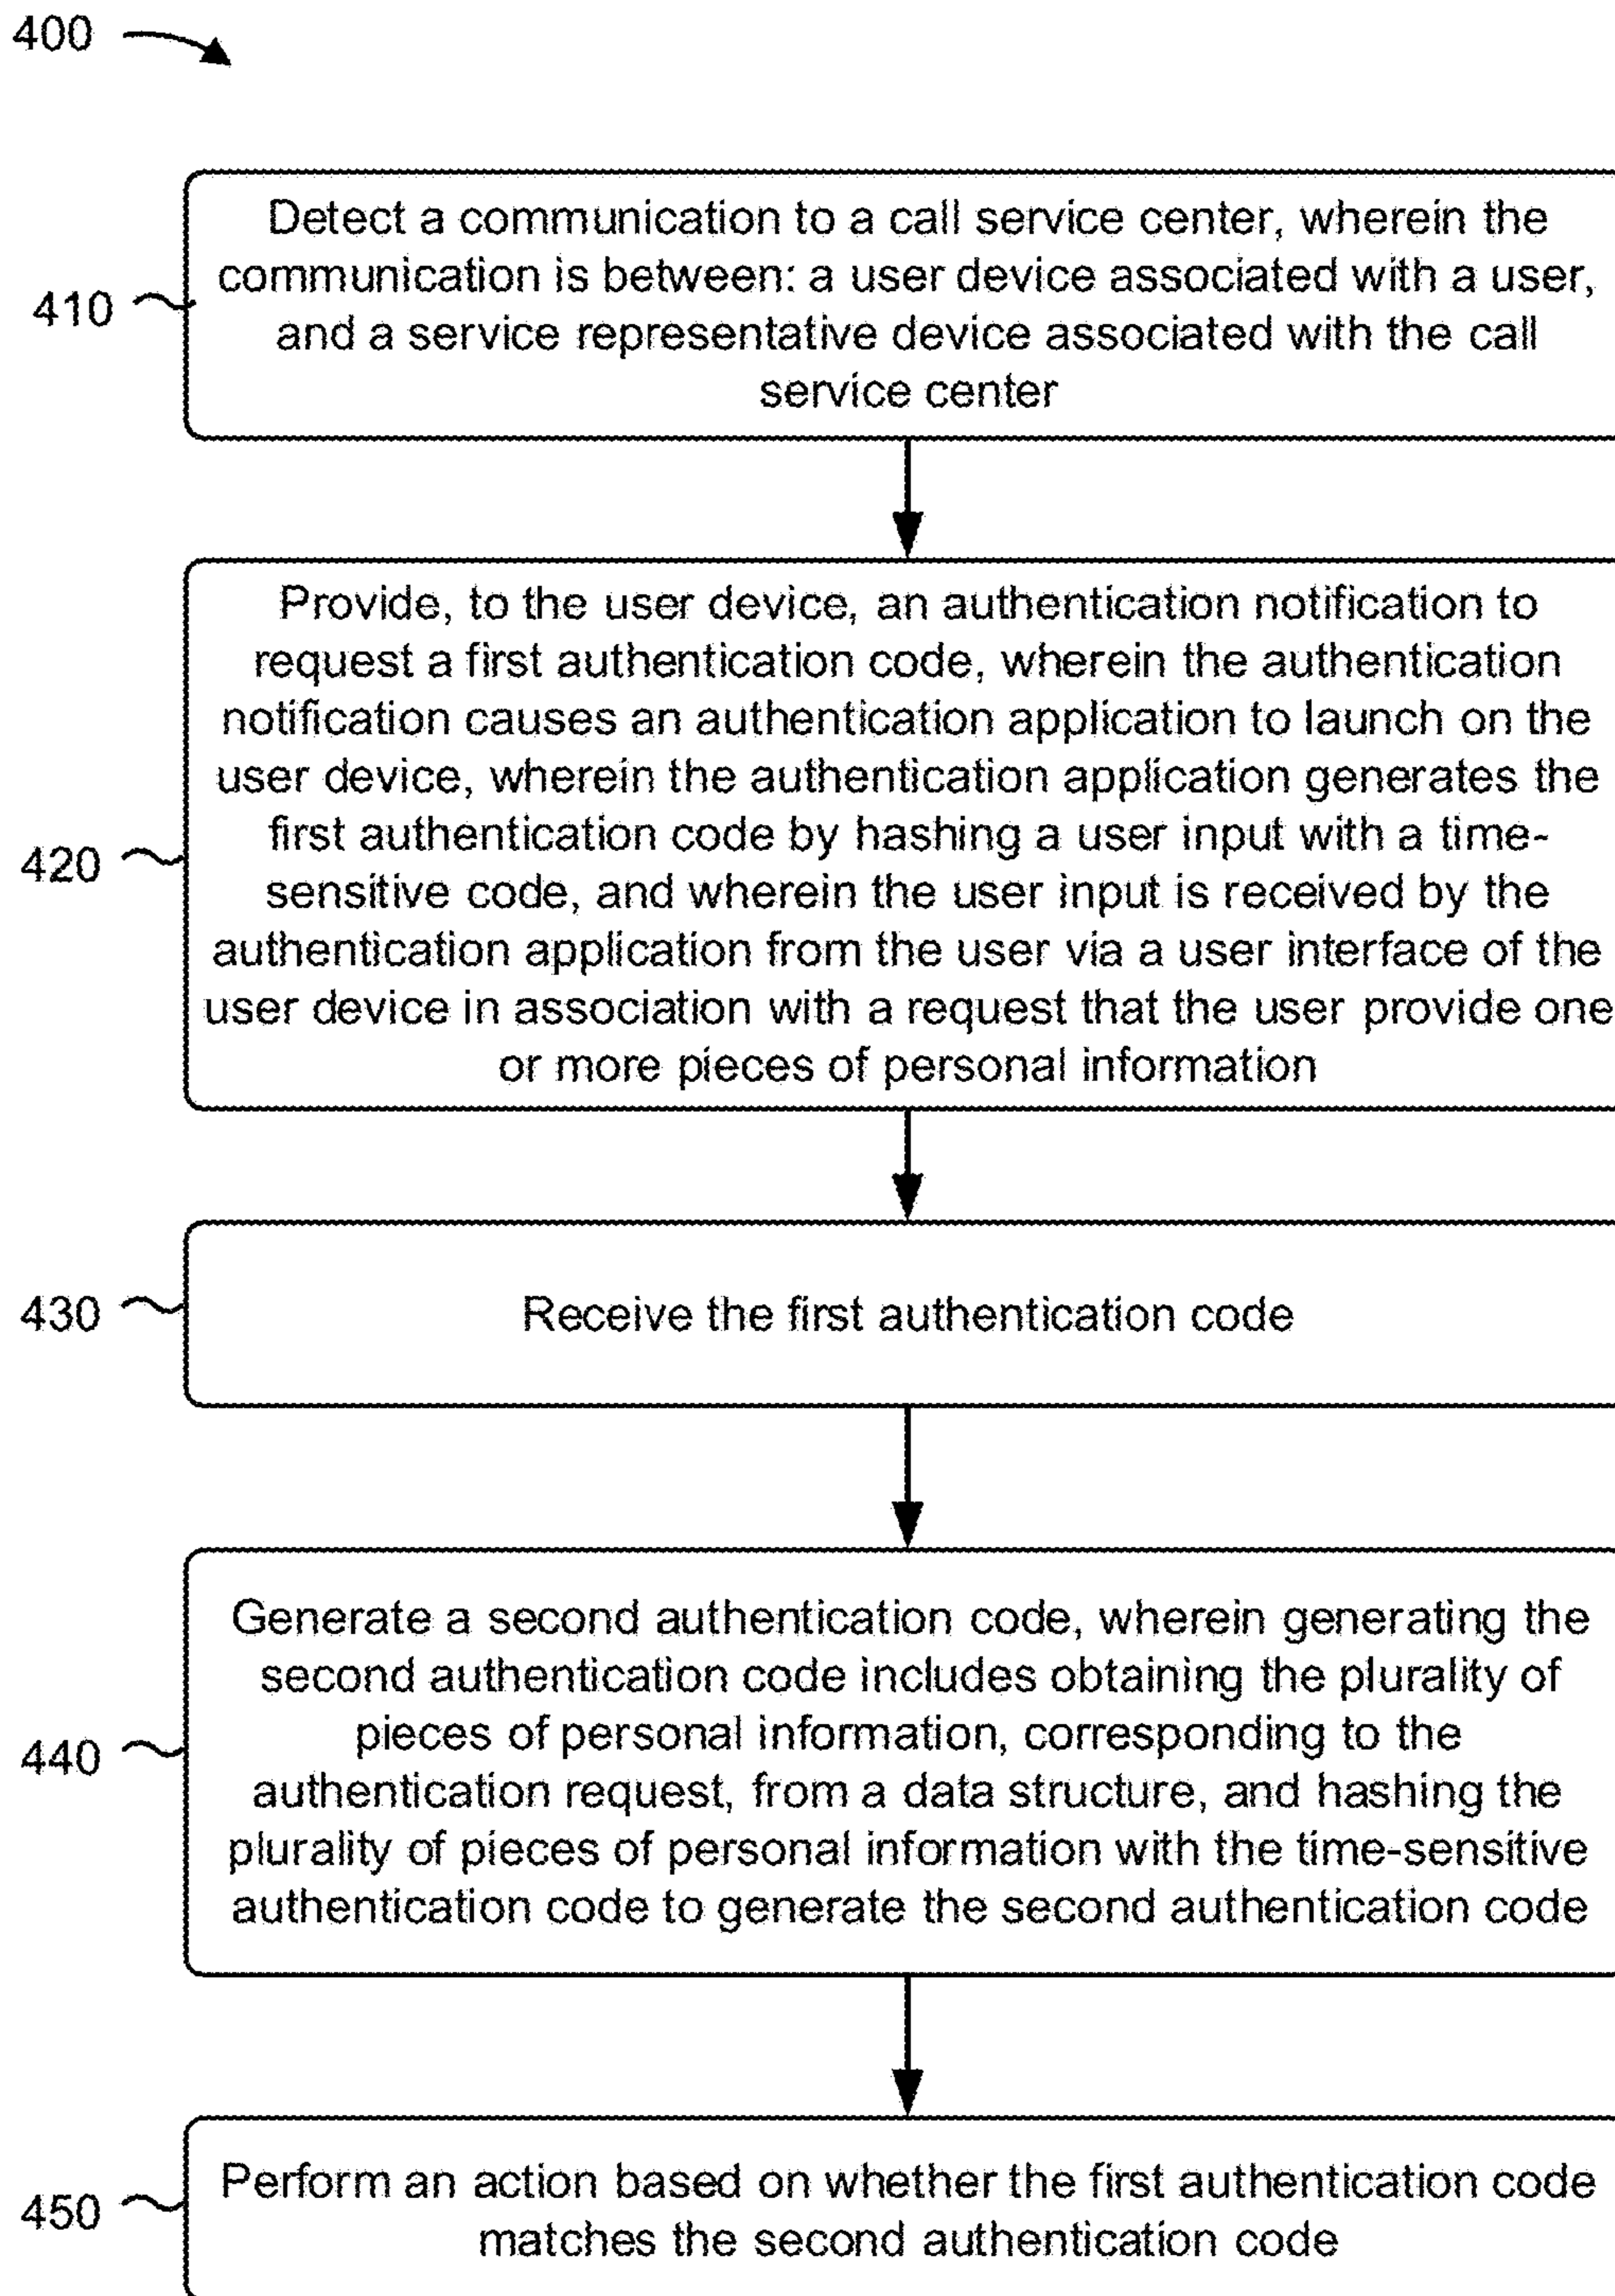 400
Detect a communication to a call service center, wherein the
communication is between: a user device associated with a user,
and a service representative device associated with the call
service center
410
Provide, to the user device, an authentication notification to
request a first authentication code, wherein the authentication
notification causes an authentication application to launch on the
user device, wherein the authentication application generates the
first authentication code by hashing a user input with a time-
sensitive code, and wherein the user input is received by the
authentication application from the user via a user interface of the
user device in association with a request that the user provide one
or more pieces of personal information
420
Receive the first authentication code
430
Generate a second authentication code, wherein generating the
second authentication code includes obtaining the plurality of
pieces of personal information, corresponding to the
authentication request, from a data structure, and hashing the
plurality of pieces of personal information with the time-sensitive
authentication code to generate the second authentication code
440
Perform an action based on whether the first authentication code
matches the second authentication code
450